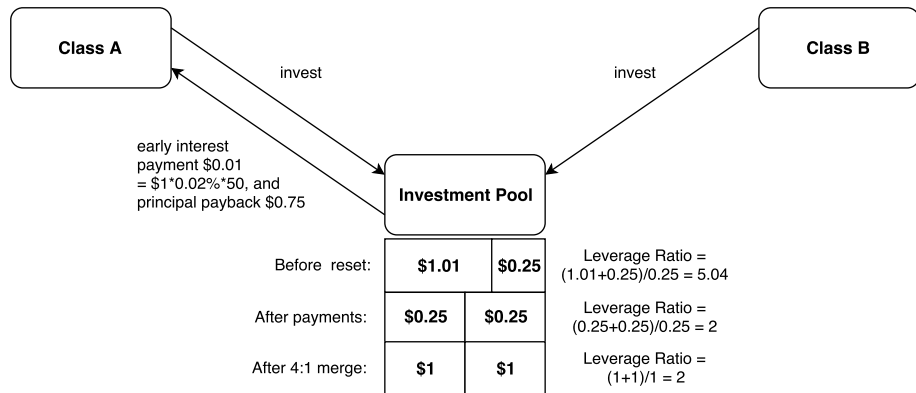 Class A
Class B
invest
invest
early interest
payment $0.01
= $1*0.02%*50, and
principal payback $0.75
Investment Pool
Before reset:
$1.01
$0.25
Leverage Ratio =
(1.01+0.25)/0.25 = 5.04
After payments:
$0.25
$0.25
Leverage Ratio =
(0.25+0.25)/0.25 = 2
After 4:1 merge:
$1
$1
Leverage Ratio =
(1+1)/1 = 2